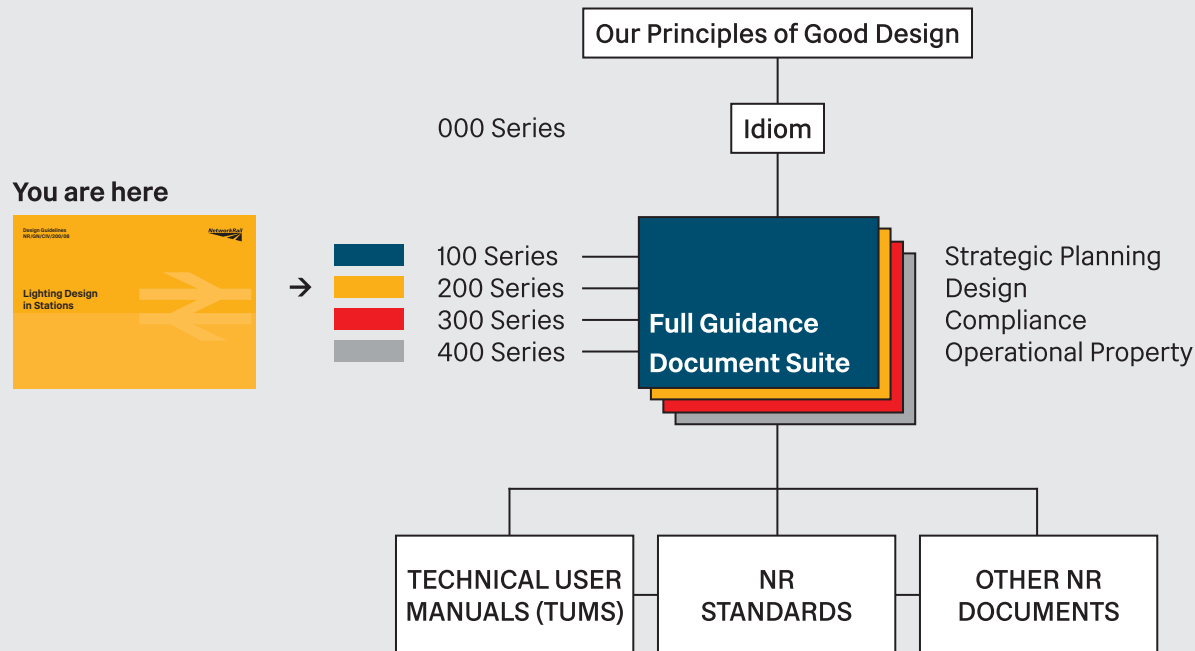 Our Principles of Good Design
000 Series
Idiom
You are here
Design Guidelines
NR/GN/CIV/200/08
NetworkRail
Lighting Design
in Stations
→
100 Series
200 Series
300 Series
400 Series
Full Guidance
Document Suite
Strategic Planning
Design
Compliance
Operational Property
TECHNICAL USER
MANUALS (TUMS)
NR
STANDARDS
OTHER NR
DOCUMENTS